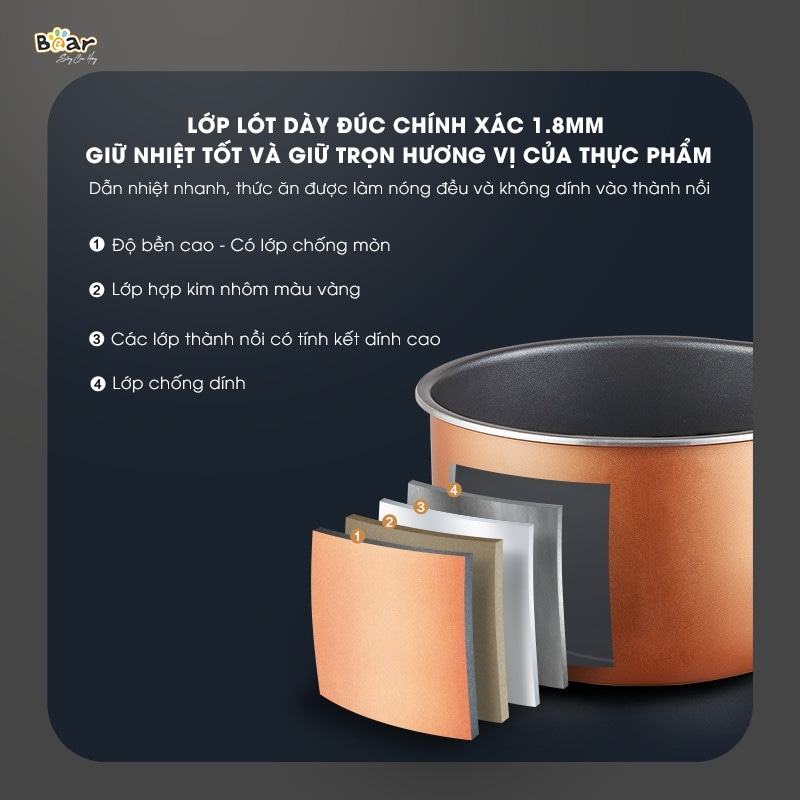 Bear
Sống Cân Hưng
LỚP LÓT DÀY ĐÚC CHÍNH XÁC 1.8MM
GIỮ NHIỆT TỐT VÀ GIỮ TRỌN HƯƠNG VỊ CỦA THỰC PHẨM
Dẫn nhiệt nhanh, thức ăn được làm nóng đều và không dính vào thành nồi
1 Độ bền cao - Có lớp chống mòn
2 Lớp hợp kim nhôm màu vàng
3 Các lớp thành nồi có tính kết dính cao
4 Lớp chống dính
4
3
2
1